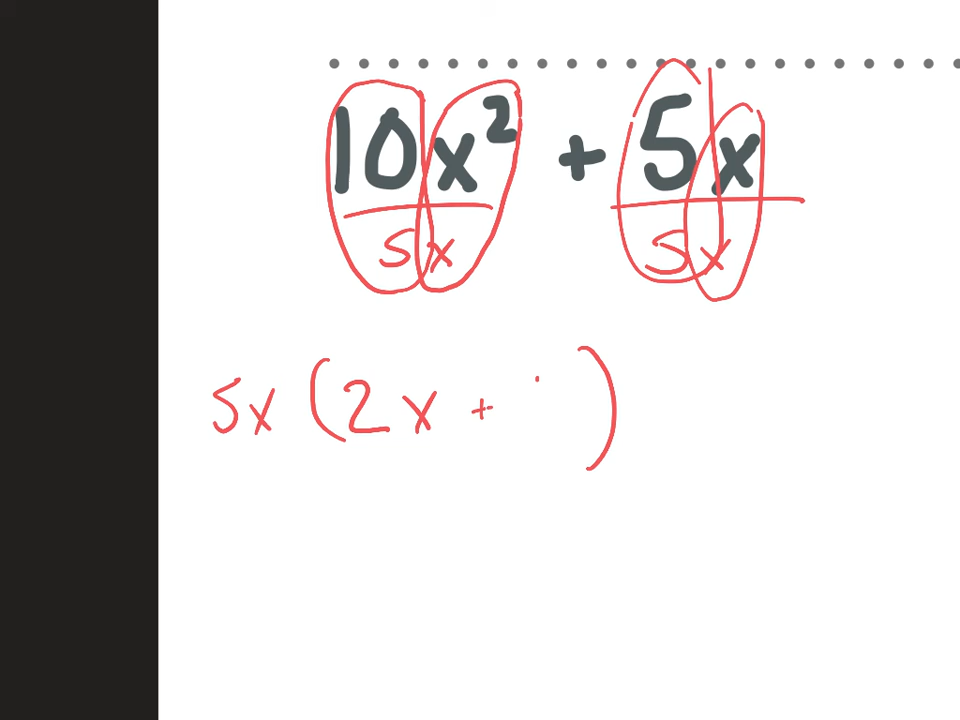 10x² + 5x
5x 5x
5x (2x + )